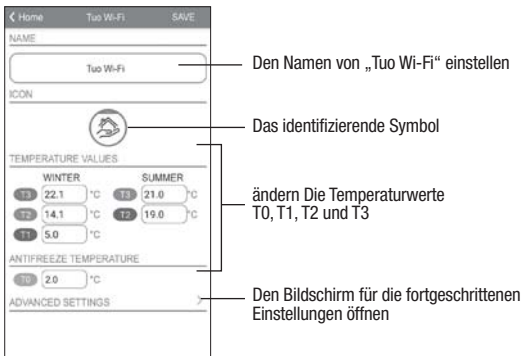 < Home Tuo Wi-Fi SAVE
NAME
Tuo Wi-Fi
Den Namen von „Tuo Wi-Fi“ einstellen
ICON
Das identifizierende Symbol
TEMPERATURE VALUES
WINTER SUMMER
T3 22.1 °C T3 21.0 °C
T2 14.1 °C T2 19.0 °C
T1 5.0 °C
ändern Die Temperaturwerte
T0, T1, T2 und T3
ANTIFREEZE TEMPERATURE
T0 2.0 °C
ADVANCED SETTINGS >
Den Bildschirm für die fortgeschrittenen
Einstellungen öffnen